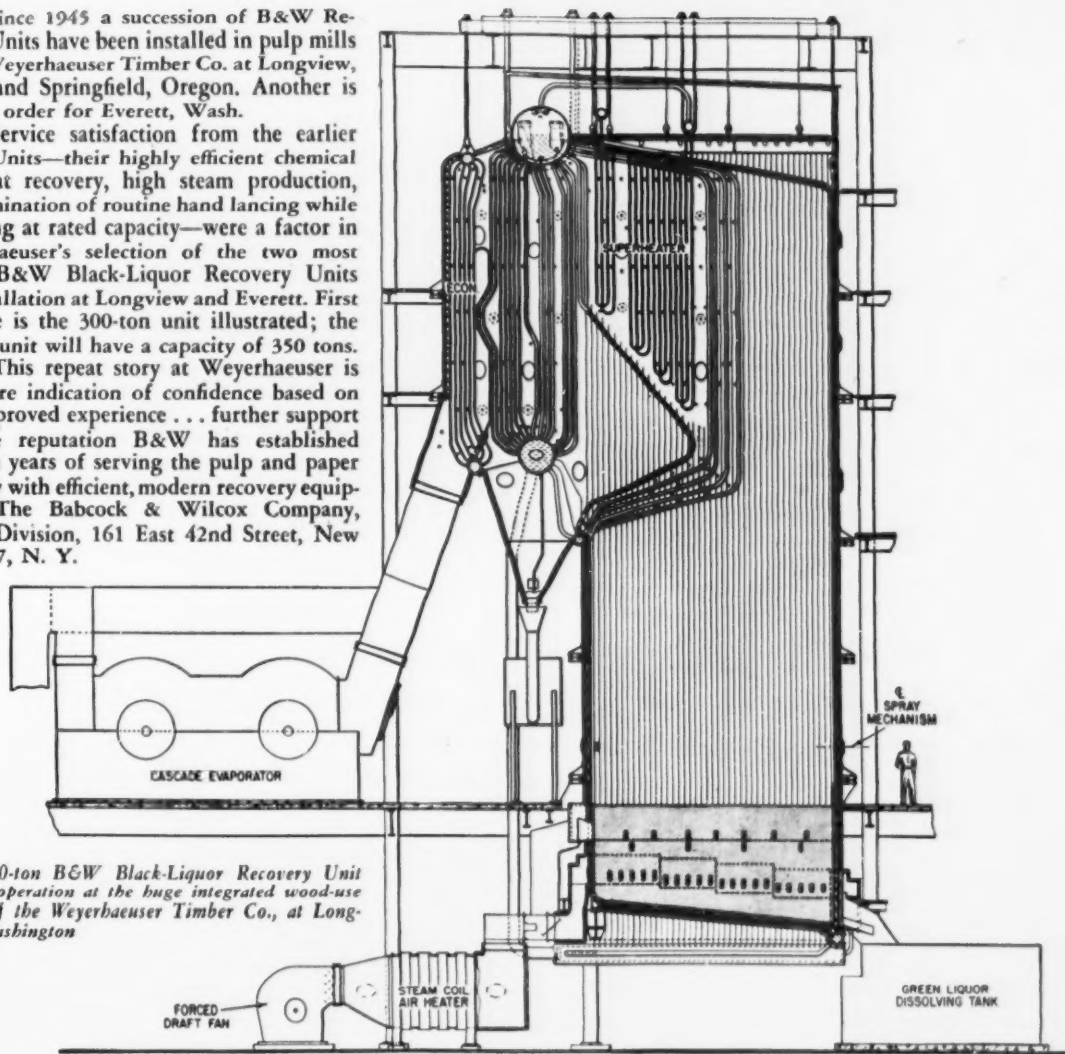 ince 1945 a succession of B&W Re-
Units have been installed in pulp mills
Weyerhaeuser Timber Co. at Longview,
and Springfield, Oregon. Another is
order for Everett, Wash.
ervice satisfaction from the earlier
Units—their highly efficient chemical
at recovery, high steam production,
mination of routine hand lancing while
ng at rated capacity—were a factor in
aeuser's selection of the two most
B&W Black-Liquor Recovery Units
allation at Longview and Everett. First
e is the 300-ton unit illustrated; the
unit will have a capacity of 350 tons.
This repeat story at Weyerhaeuser is
re indication of confidence based on
proved experience ... further support
e reputation B&W has established
years of serving the pulp and paper
y with efficient, modern recovery equip-
The Babcock & Wilcox Company,
Division, 161 East 42nd Street, New
7, N. Y.
ECON
SUPERHEATER
℄
SPRAY
MECHANISM
CASCADE EVAPORATOR
0-ton B&W Black-Liquor Recovery Unit
operation at the huge integrated wood-use
f the Weyerhaeuser Timber Co., at Long-
ashington
FORCED
DRAFT FAN
STEAM COIL
AIR HEATER
GREEN LIQUOR
DISSOLVING TANK